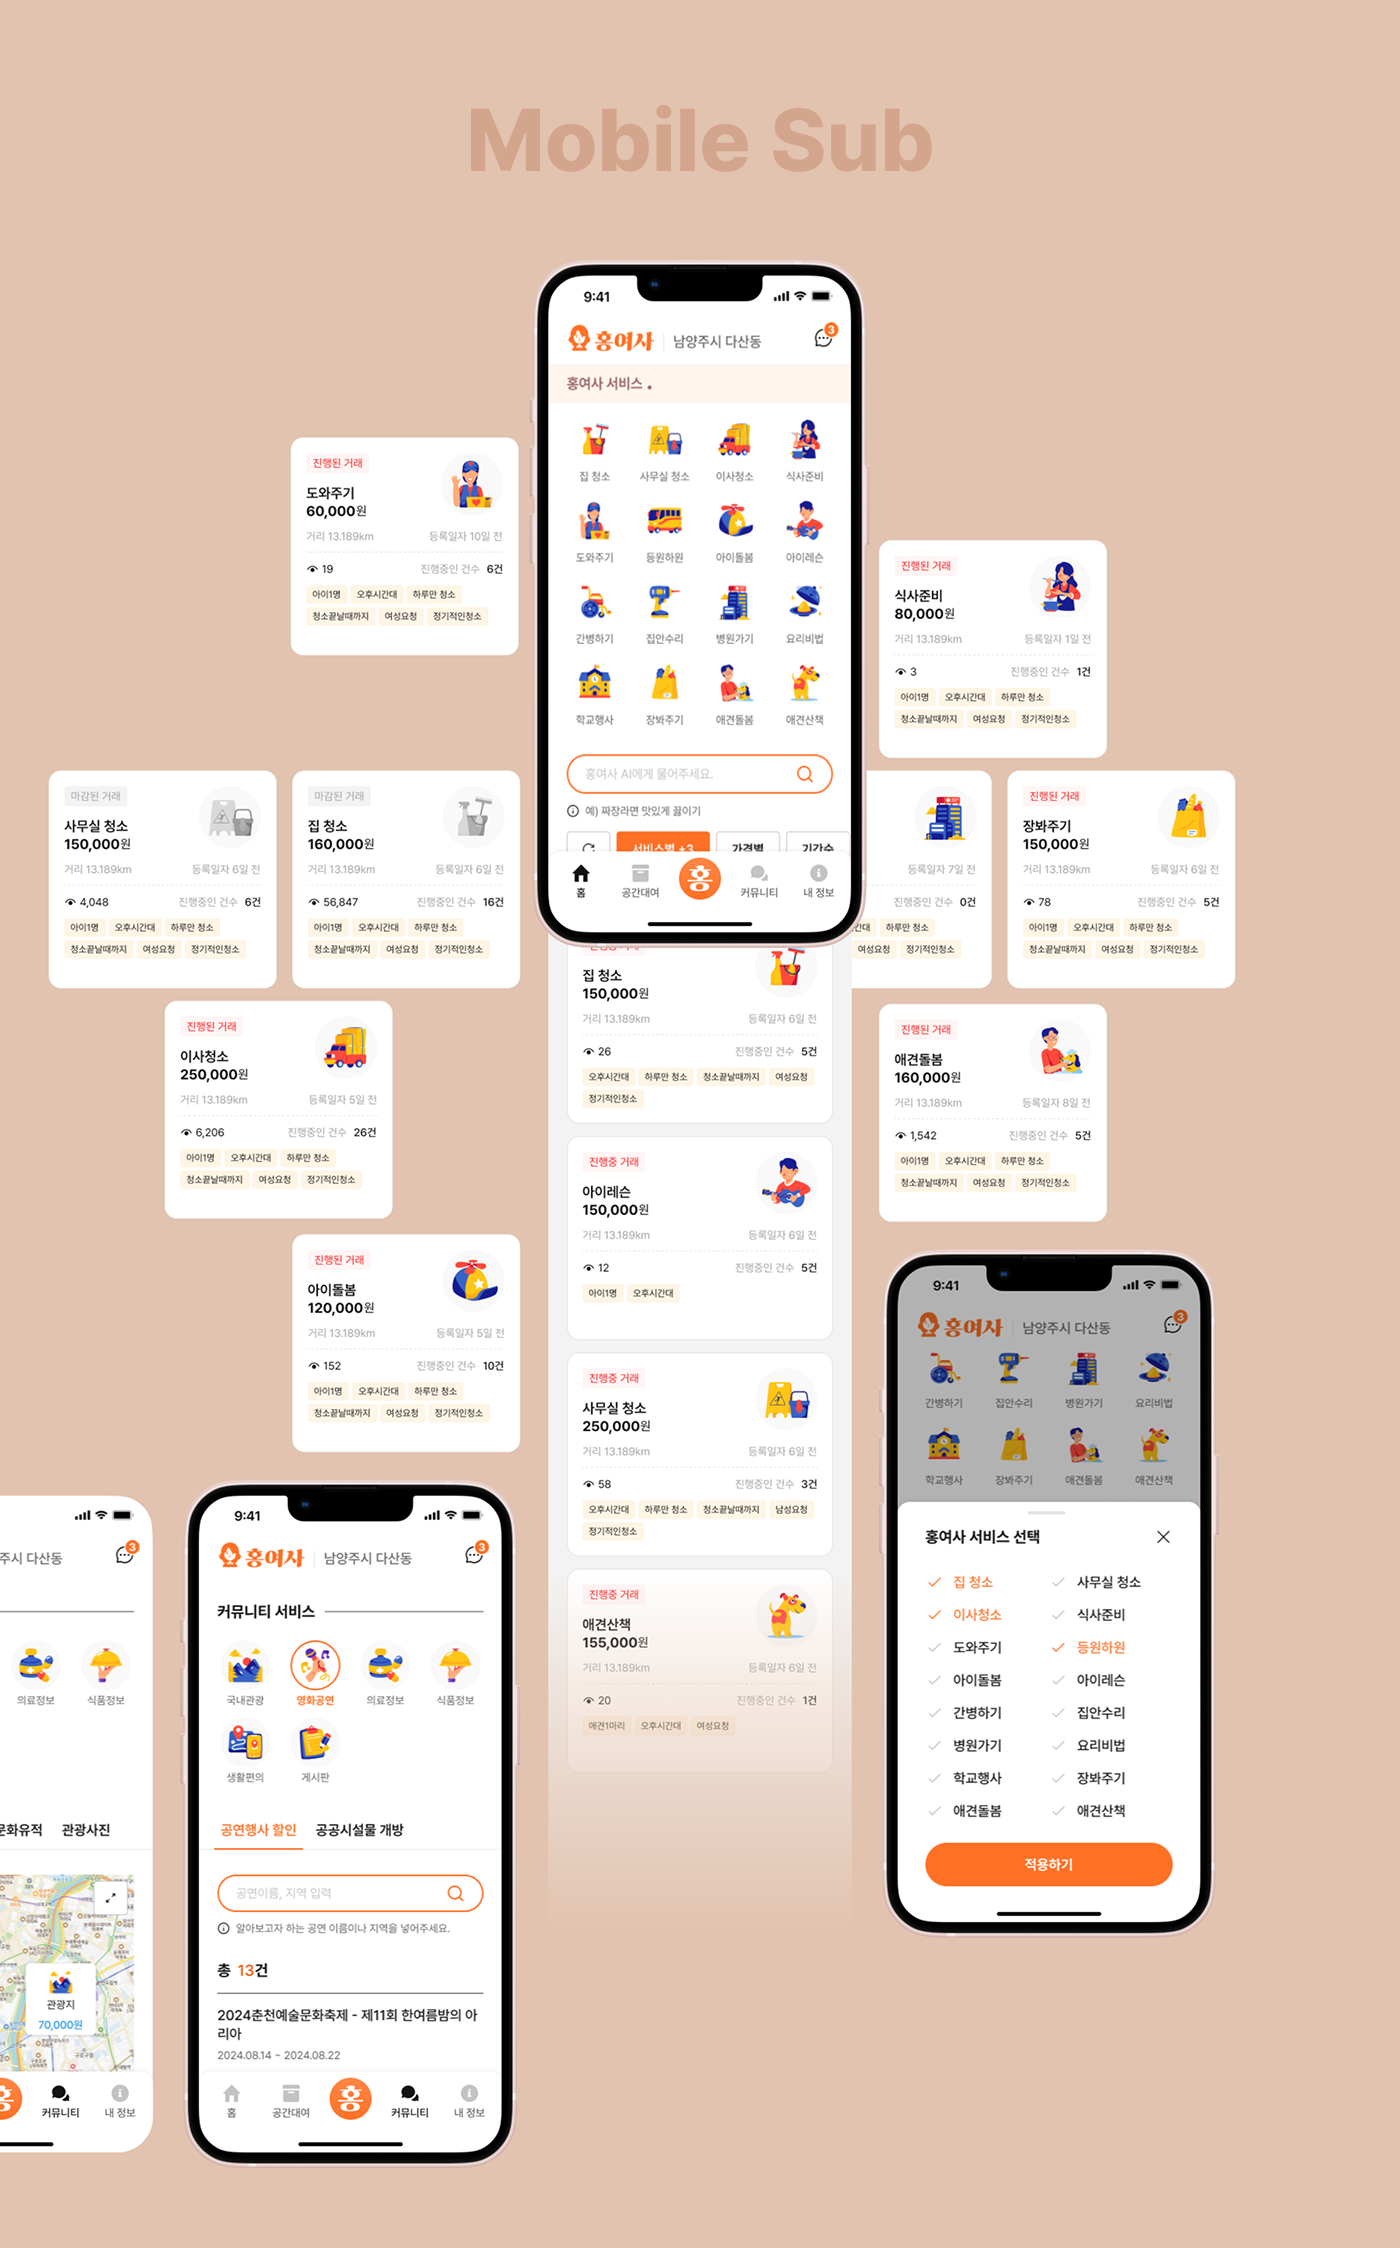 Mobile Sub
9:41
홍여사
남양주시 다산동
3
홍여사 서비스
집 청소
사무실 청소
이사청소
식사준비
도와주기
등원하원
아이돌봄
아이레슨
간병하기
집안수리
병원가기
요리비법
학교행사
장봐주기
애견돌봄
애견산책
홍여사 AI에게 물어주세요.
예) 짜장라면 맛있게 끓이기
서비스별 +3
가격별
기간순
홈
공간대여
홍
커뮤니티
내 정보
진행된 거래
도와주기
60,000원
거리 13.189km
등록일자 10일 전
19
진행중인 건수 6건
아이1명
오후시간대
하루만 청소
청소끝날때까지
여성요청
정기적인청소
진행된 거래
식사준비
80,000원
거리 13.189km
등록일자 1일 전
3
진행중인 건수 1건
아이1명
오후시간대
하루만 청소
청소끝날때까지
여성요청
정기적인청소
마감된 거래
사무실 청소
150,000원
거리 13.189km
등록일자 6일 전
4,048
진행중인 건수 6건
아이1명
오후시간대
하루만 청소
청소끝날때까지
여성요청
정기적인청소
마감된 거래
집 청소
160,000원
거리 13.189km
등록일자 6일 전
56,847
진행중인 건수 16건
아이1명
오후시간대
하루만 청소
청소끝날때까지
여성요청
정기적인청소
등록일자 7일 전
진행중인 건수 0건
하루만 청소
여성요청
정기적인청소
진행된 거래
장봐주기
150,000원
거리 13.189km
등록일자 6일 전
78
진행중인 건수 5건
아이1명
오후시간대
하루만 청소
청소끝날때까지
여성요청
정기적인청소
진행된 거래
이사청소
250,000원
거리 13.189km
등록일자 5일 전
6,206
진행중인 건수 26건
아이1명
오후시간대
하루만 청소
청소끝날때까지
여성요청
정기적인청소
집 청소
150,000원
거리 13.189km
등록일자 6일 전
26
진행중인 건수 5건
오후시간대
하루만 청소
청소끝날때까지
여성요청
정기적인청소
진행된 거래
애견돌봄
160,000원
거리 13.189km
등록일자 8일 전
1,542
진행중인 건수 5건
아이1명
오후시간대
하루만 청소
청소끝날때까지
여성요청
정기적인청소
진행중 거래
아이레슨
150,000원
거리 13.189km
등록일자 6일 전
12
진행중인 건수 5건
아이1명
오후시간대
진행된 거래
아이돌봄
120,000원
거리 13.189km
등록일자 5일 전
152
진행중인 건수 10건
아이1명
오후시간대
하루만 청소
청소끝날때까지
여성요청
정기적인청소
진행중 거래
사무실 청소
250,000원
거리 13.189km
등록일자 6일 전
58
진행중인 건수 3건
오후시간대
하루만 청소
청소끝날때까지
남성요청
정기적인청소
진행중 거래
애견산책
155,000원
거리 13.189km
등록일자 6일 전
20
진행중인 건수 1건
애견1마리
오후시간대
여성요청
9:41
홍여사
남양주시 다산동
3
간병하기
집안수리
병원가기
요리비법
학교행사
장봐주기
애견돌봄
애견산책
홍여사 서비스 선택
집 청소
사무실 청소
이사청소
식사준비
도와주기
등원하원
아이돌봄
아이레슨
간병하기
집안수리
병원가기
요리비법
학교행사
장봐주기
애견돌봄
애견산책
적용하기
주시 다산동
3
의료정보
식품정보
문화유적
관광사진
관광지
70,000원
홍
커뮤니티
내 정보
9:41
홍여사
남양주시 다산동
3
커뮤니티 서비스
국내관광
영화공연
의료정보
식품정보
생활편의
게시판
공연행사 할인
공공시설물 개방
공연이름, 지역 입력
알아보고자 하는 공연 이름이나 지역을 넣어주세요.
총 13건
2024춘천예술문화축제 - 제11회 한여름밤의 아
리아
2024.08.14 ~ 2024.08.22
홈
공간대여
홍
커뮤니티
내 정보